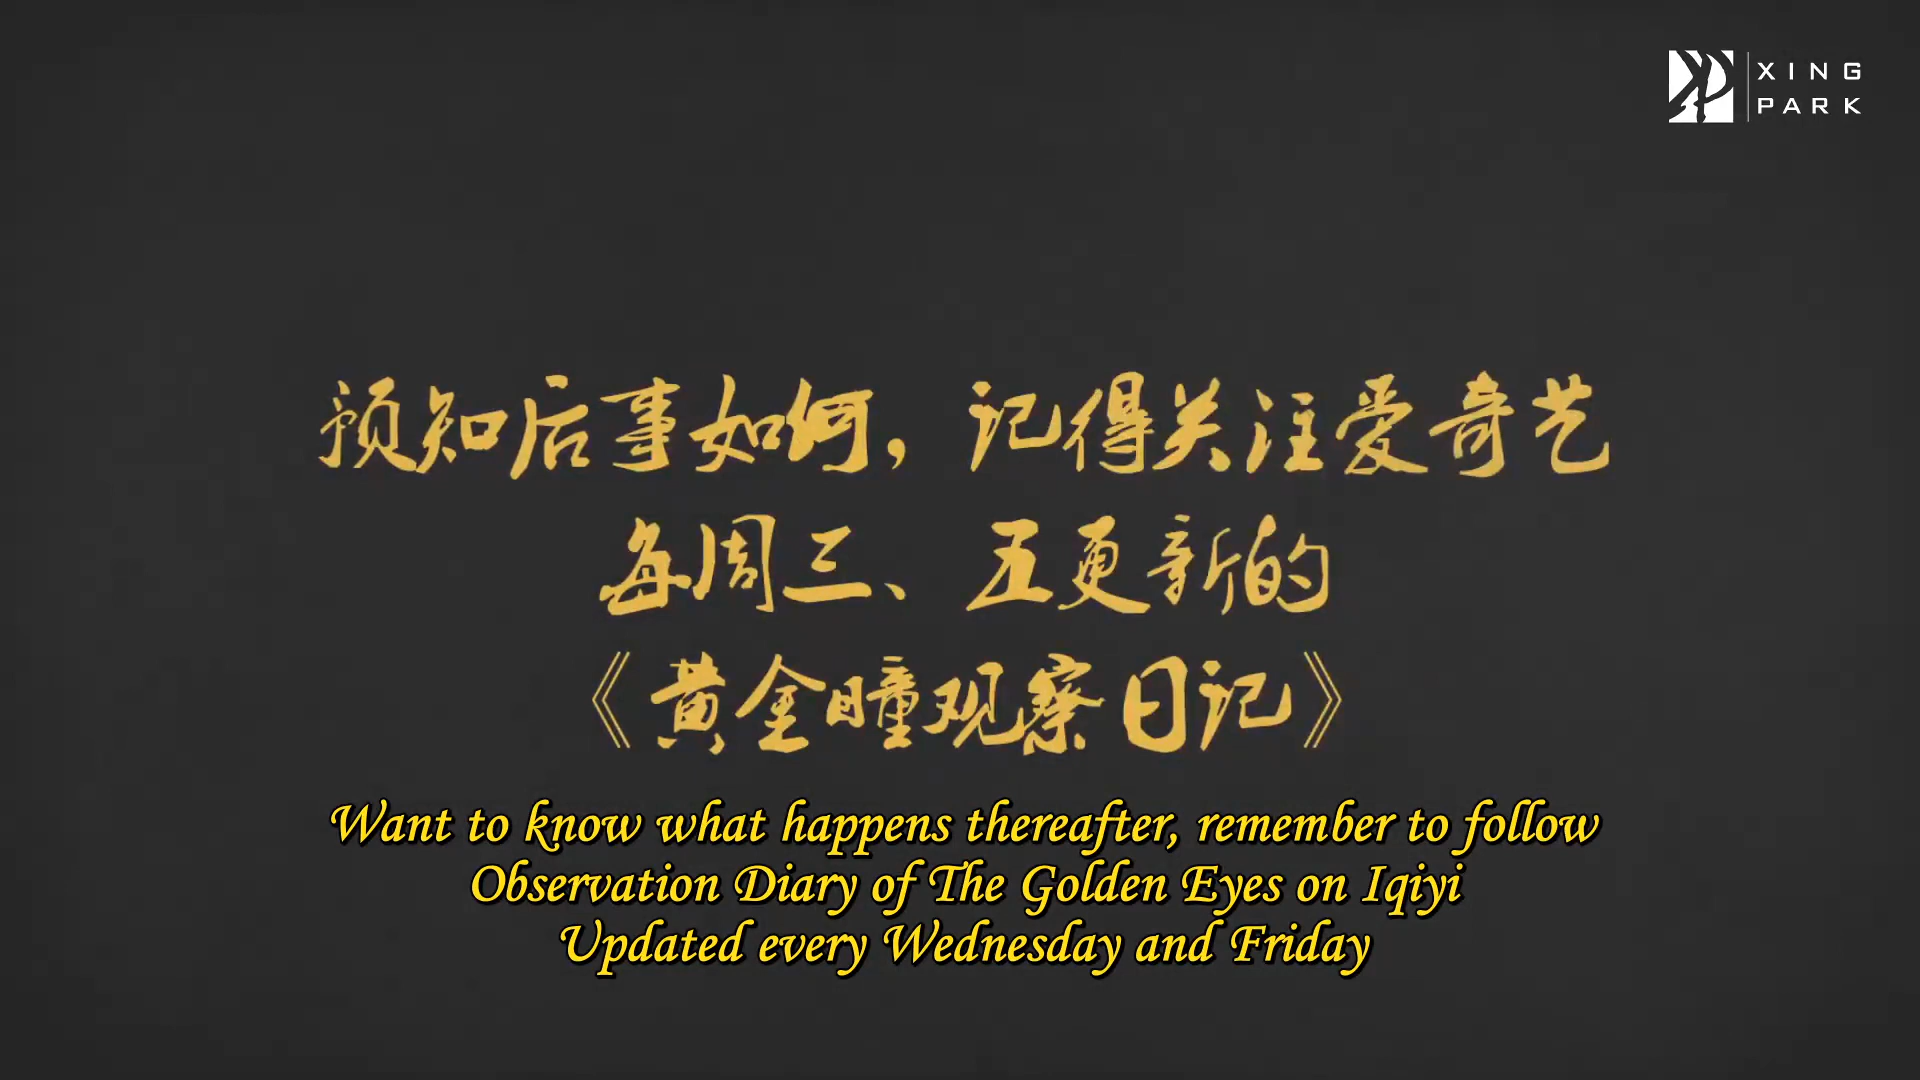 XING
PARK
预知后事如何，记得关注爱奇艺
每周三、五更新的
《黄金瞳观察日记》
Want to know what happens thereafter, remember to follow
Observation Diary of The Golden Eyes on Iqiyi
Updated every Wednesday and Friday